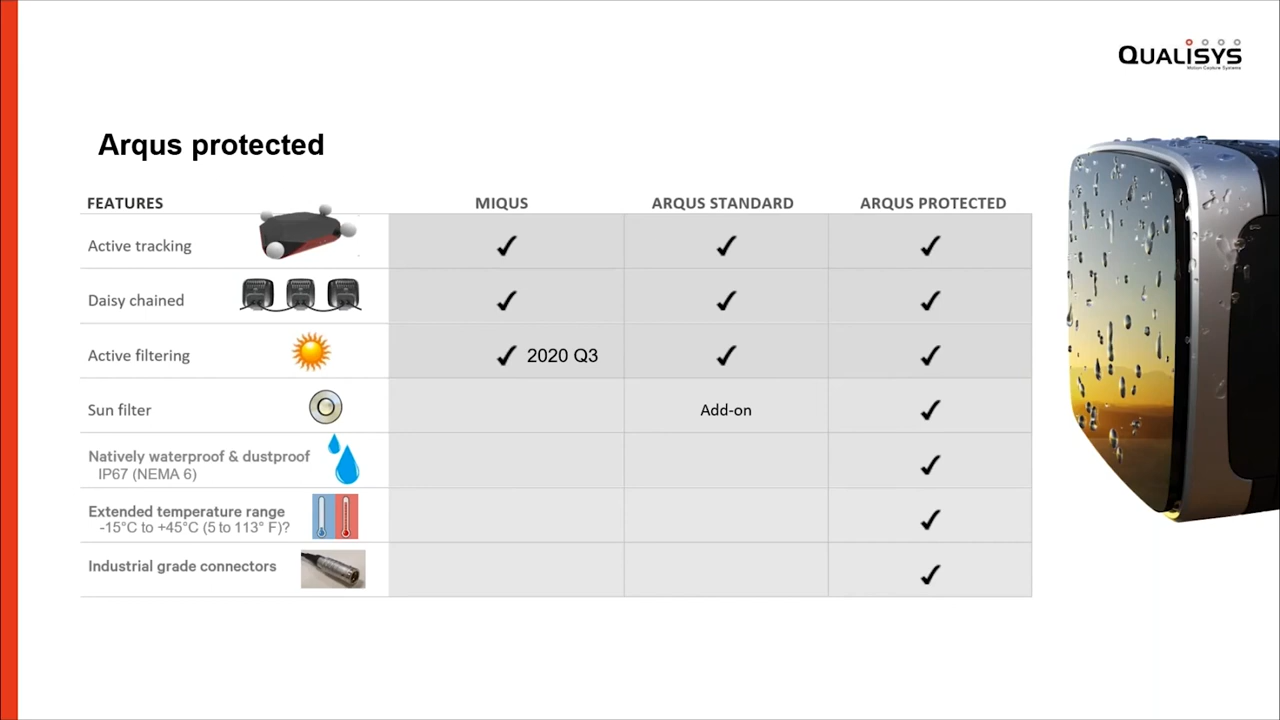 QUALISYS
Motion Capture Systems
Arqus protected
FEATURES MIQUS ARQUS STANDARD ARQUS PROTECTED
Active tracking ✓ ✓ ✓
Daisy chained ✓ ✓ ✓
Active filtering ✓ 2020 Q3 ✓ ✓
Sun filter Add-on ✓
Natively waterproof & dustproof ✓
IP67 (NEMA 6)
Extended temperature range ✓
-15°C to +45°C (5 to 113° F)?
Industrial grade connectors ✓